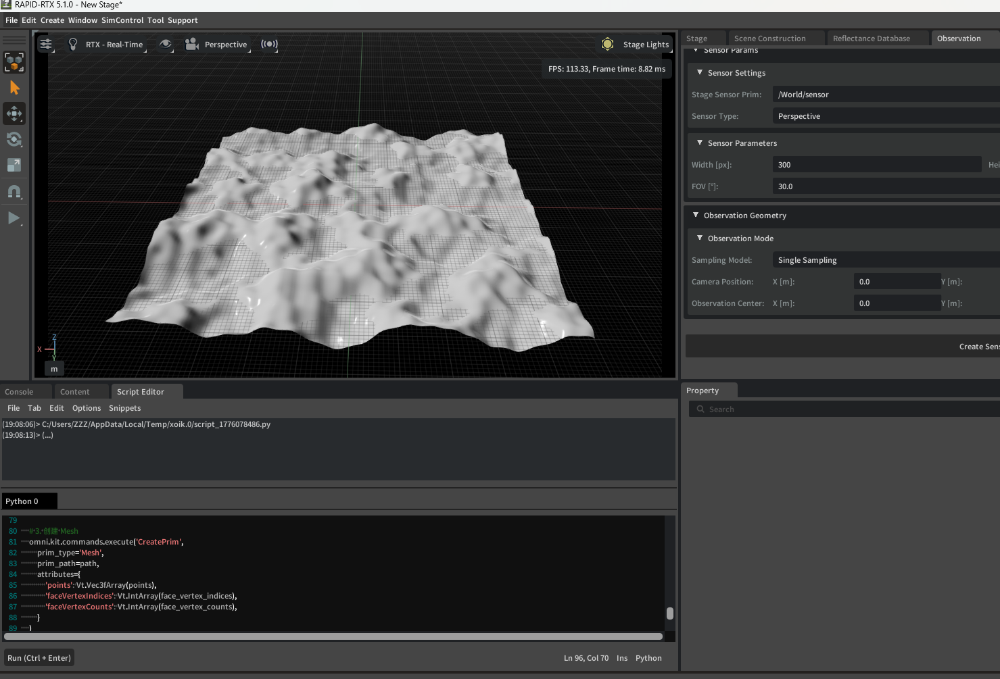 RAPID-RTX 5.1.0 - New Stage*
File Edit Create Window SimControl Tool Support
RTX - Real-Time
Perspective
Stage Lights
FPS: 113.33, Frame time: 8.82 ms
Z
X
Y
m
Stage
Scene Construction
Reflectance Database
Observation
Sensor Params
Sensor Settings
Stage Sensor Prim: /World/sensor
Sensor Type: Perspective
Sensor Parameters
Width [px]: 300 Hei
FOV [°]: 30.0
Observation Geometry
Observation Mode
Sampling Model: Single Sampling
Camera Position: X [m]: 0.0 Y [m]:
Observation Center: X [m]: 0.0 Y [m]:
Create Sens
Property
Search
Console
Content
Script Editor
File Tab Edit Options Snippets
(19:08:06)> C:/Users/ZZZ/AppData/Local/Temp/xoik.0/script_1776078486.py
(19:08:13)> (...)
Python 0
79
80 ····#·3.·创建·Mesh
81 ····omni.kit.commands.execute('CreatePrim',
82 ········prim_type='Mesh',
83 ········prim_path=path,
84 ········attributes={
85 ············'points':·Vt.Vec3fArray(points),
86 ············'faceVertexIndices':·Vt.IntArray(face_vertex_indices),
87 ············'faceVertexCounts':·Vt.IntArray(face_vertex_counts),
88 ········}
89 ····)
Run (Ctrl + Enter)
Ln 96, Col 70 Ins Python